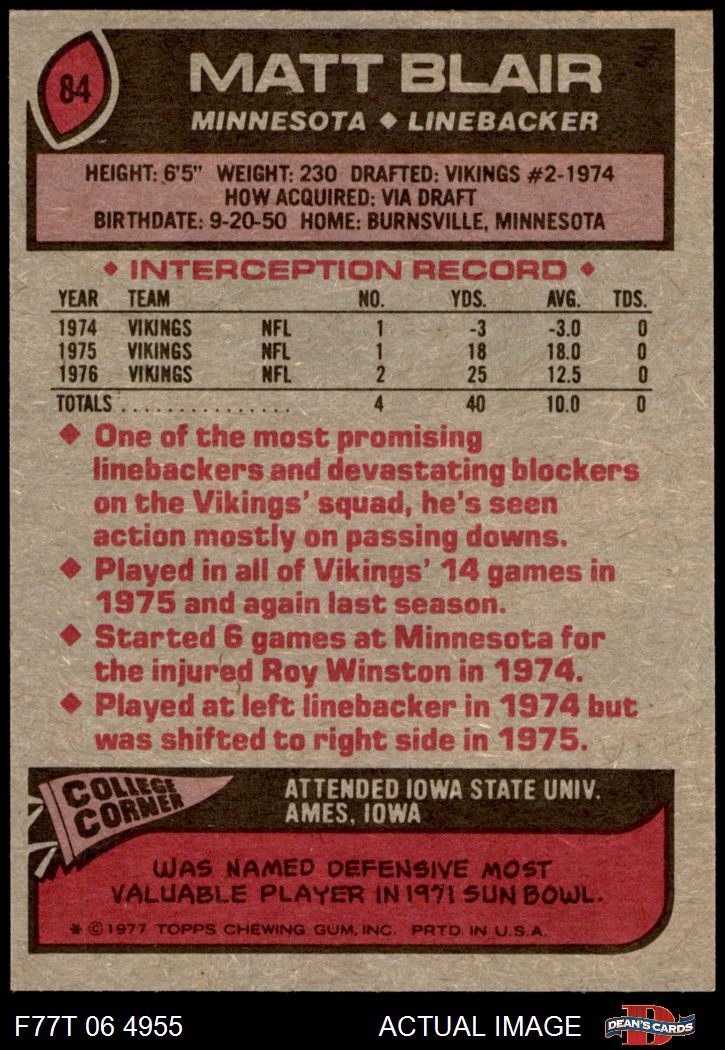 84
MATT BLAIR
MINNESOTA ◆ LINEBACKER
HEIGHT: 6'5" WEIGHT: 230 DRAFTED: VIKINGS #2-1974
HOW ACQUIRED: VIA DRAFT
BIRTHDATE: 9-20-50 HOME: BURNSVILLE, MINNESOTA
◆ INTERCEPTION RECORD ◆
YEAR TEAM NO. YDS. AVG. TDS.
1974 VIKINGS NFL 1 -3 -3.0 0
1975 VIKINGS NFL 1 18 18.0 0
1976 VIKINGS NFL 2 25 12.5 0
TOTALS ................ 4 40 10.0 0
◆ One of the most promising
linebackers and devastating blockers
on the Vikings' squad, he's seen
action mostly on passing downs.
◆ Played in all of Vikings' 14 games in
1975 and again last season.
◆ Started 6 games at Minnesota for
the injured Roy Winston in 1974.
◆ Played at left linebacker in 1974 but
was shifted to right side in 1975.
COLLEGE
CORNER
ATTENDED IOWA STATE UNIV.
AMES, IOWA
WAS NAMED DEFENSIVE MOST
VALUABLE PLAYER IN 1971 SUN BOWL.
* © 1977 TOPPS CHEWING GUM, INC. PRTD. IN U.S.A.
F77T 06 4955 ACTUAL IMAGE
D
DEAN'S CARDS